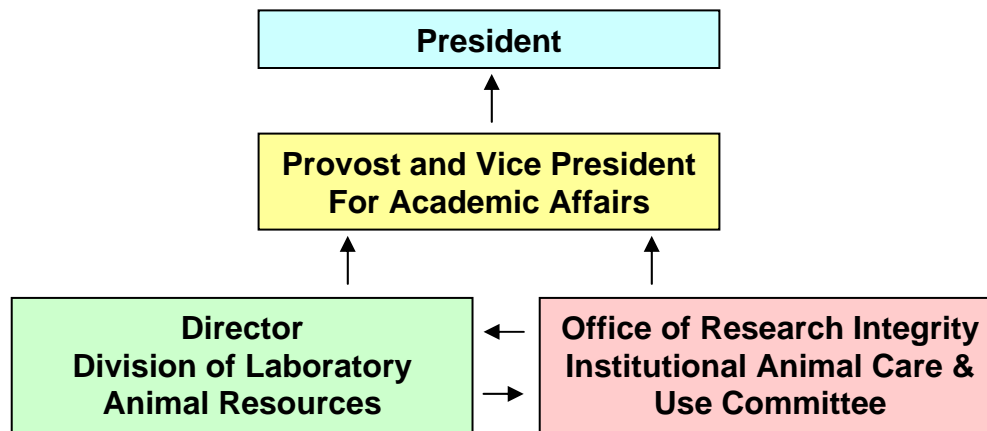 President
Provost and Vice President
For Academic Affairs
Director
Division of Laboratory
Animal Resources
Office of Research Integrity
Institutional Animal Care &
Use Committee